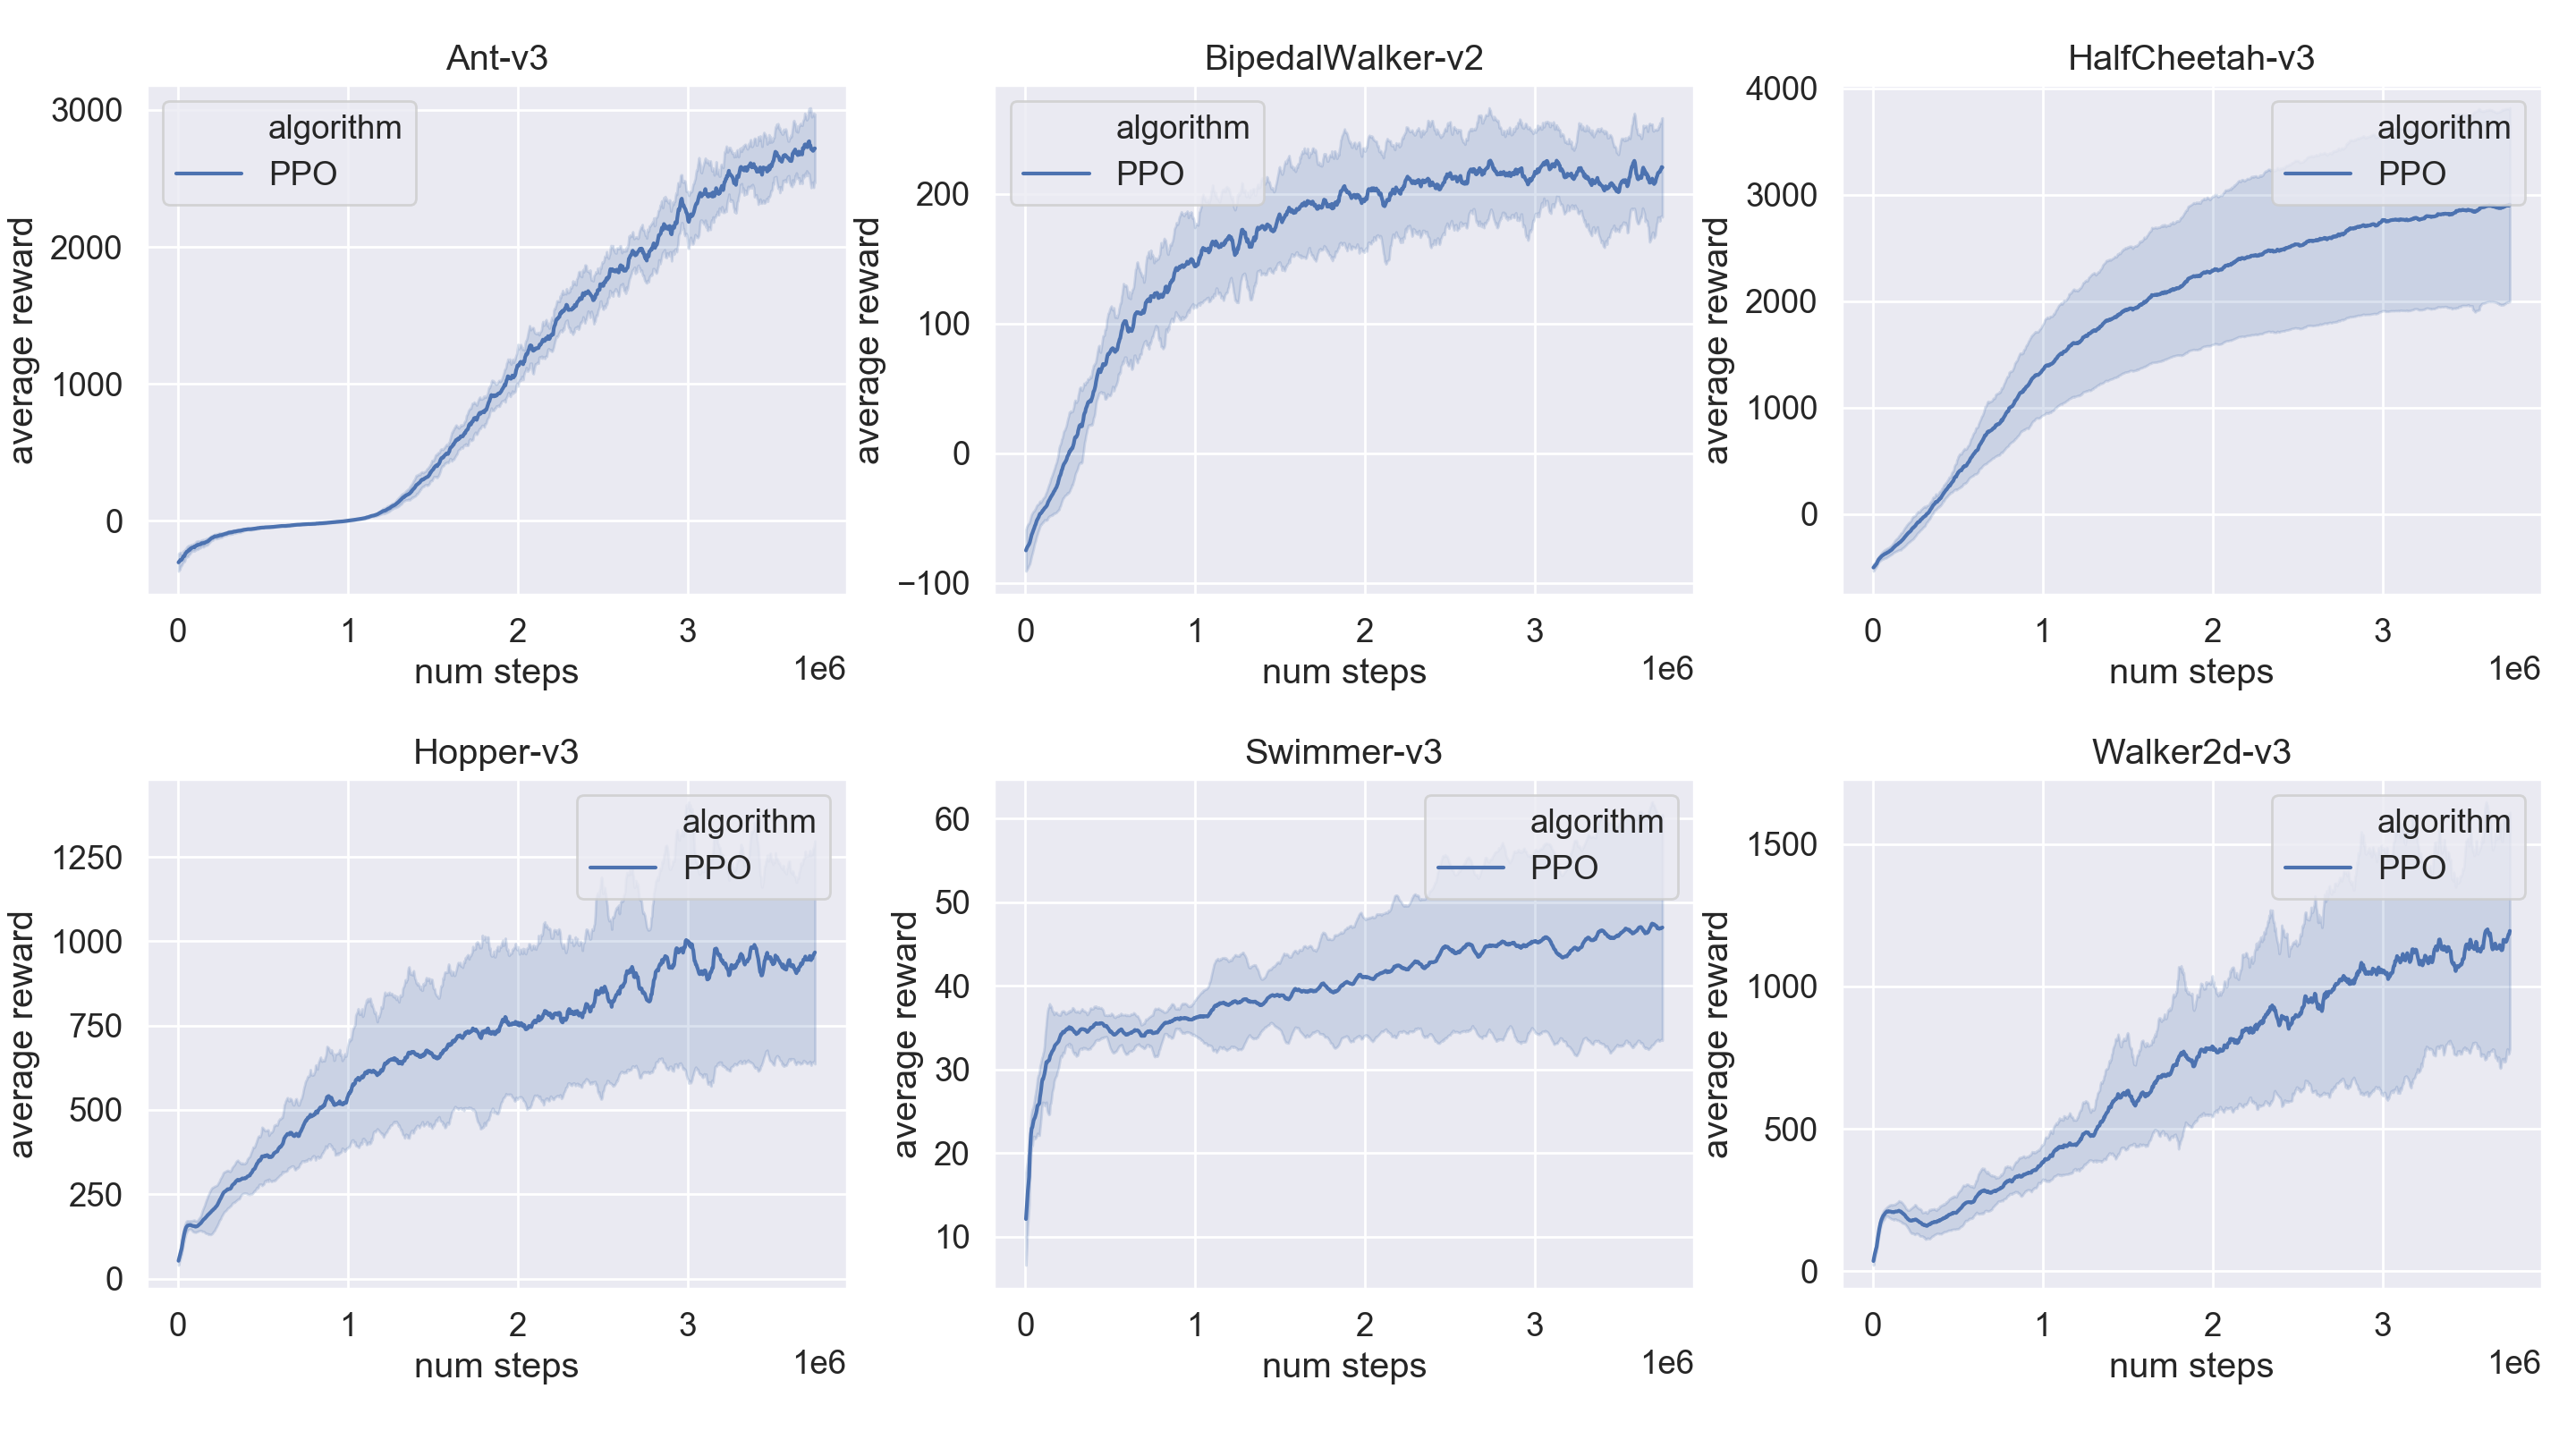 Ant-v3
3000
2000
1000
0
average reward
algorithm
PPO
0 1 2 3
1e6
num steps
BipedalWalker-v2
200
100
0
−100
average reward
algorithm
PPO
0 1 2 3
1e6
num steps
HalfCheetah-v3
4000
3000
2000
1000
0
average reward
algorithm
PPO
0 1 2 3
1e6
num steps
Hopper-v3
1250
1000
750
500
250
0
average reward
algorithm
PPO
0 1 2 3
1e6
num steps
Swimmer-v3
60
50
40
30
20
10
average reward
algorithm
PPO
0 1 2 3
1e6
num steps
Walker2d-v3
1500
1000
500
0
average reward
algorithm
PPO
0 1 2 3
1e6
num steps